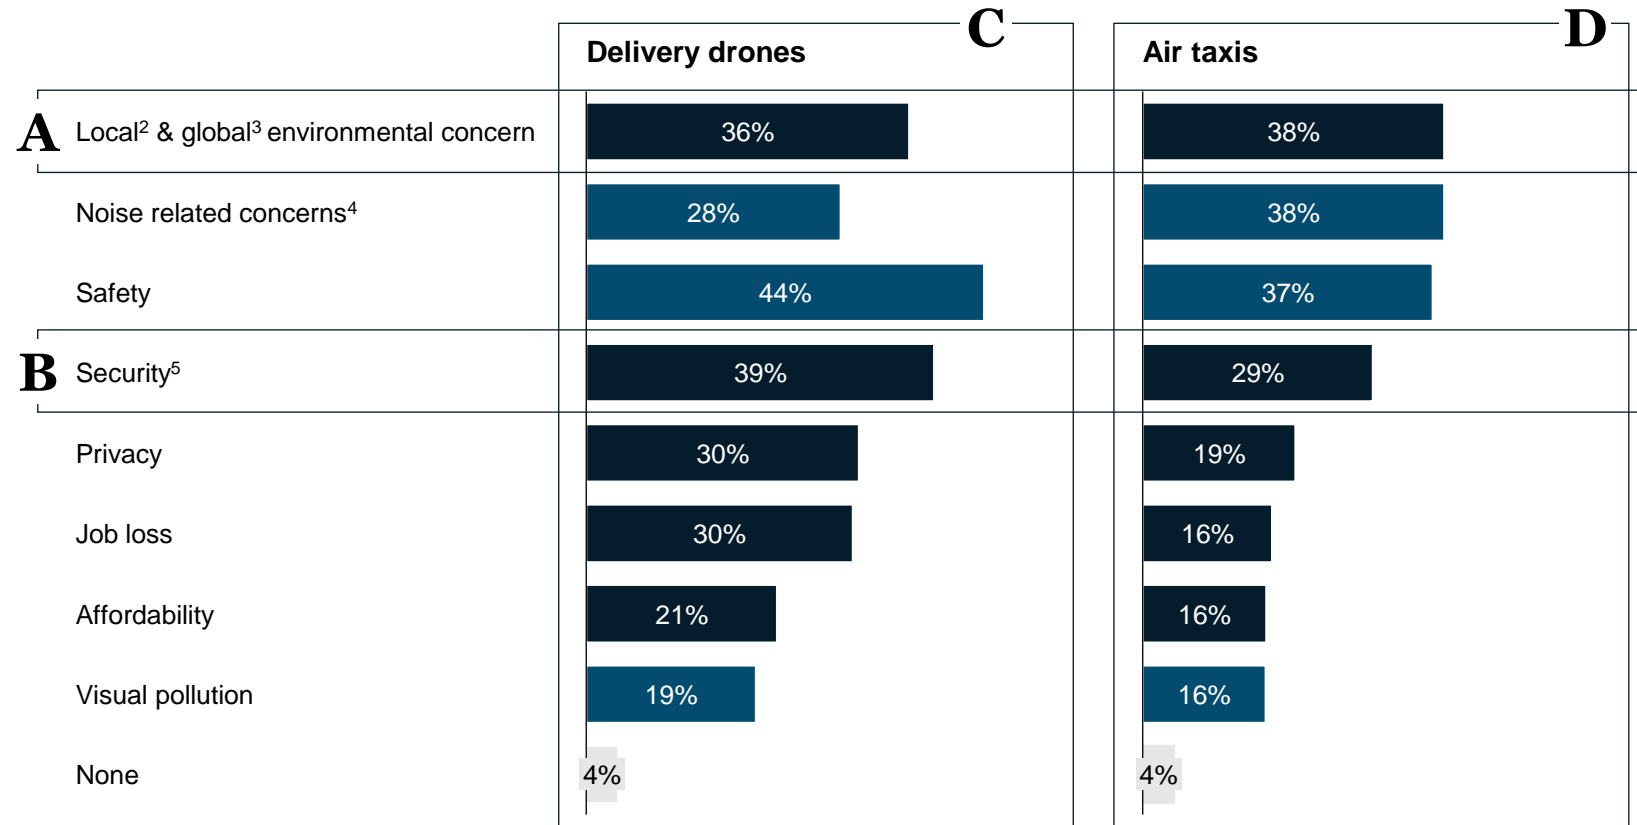 C D
Delivery drones Air taxis
A Local² & global³ environmental concern 36% 38%
Noise related concerns⁴ 28% 38%
Safety 44% 37%
B Security⁵ 39% 29%
Privacy 30% 19%
Job loss 30% 16%
Affordability 21% 16%
Visual pollution 19% 16%
None 4% 4%